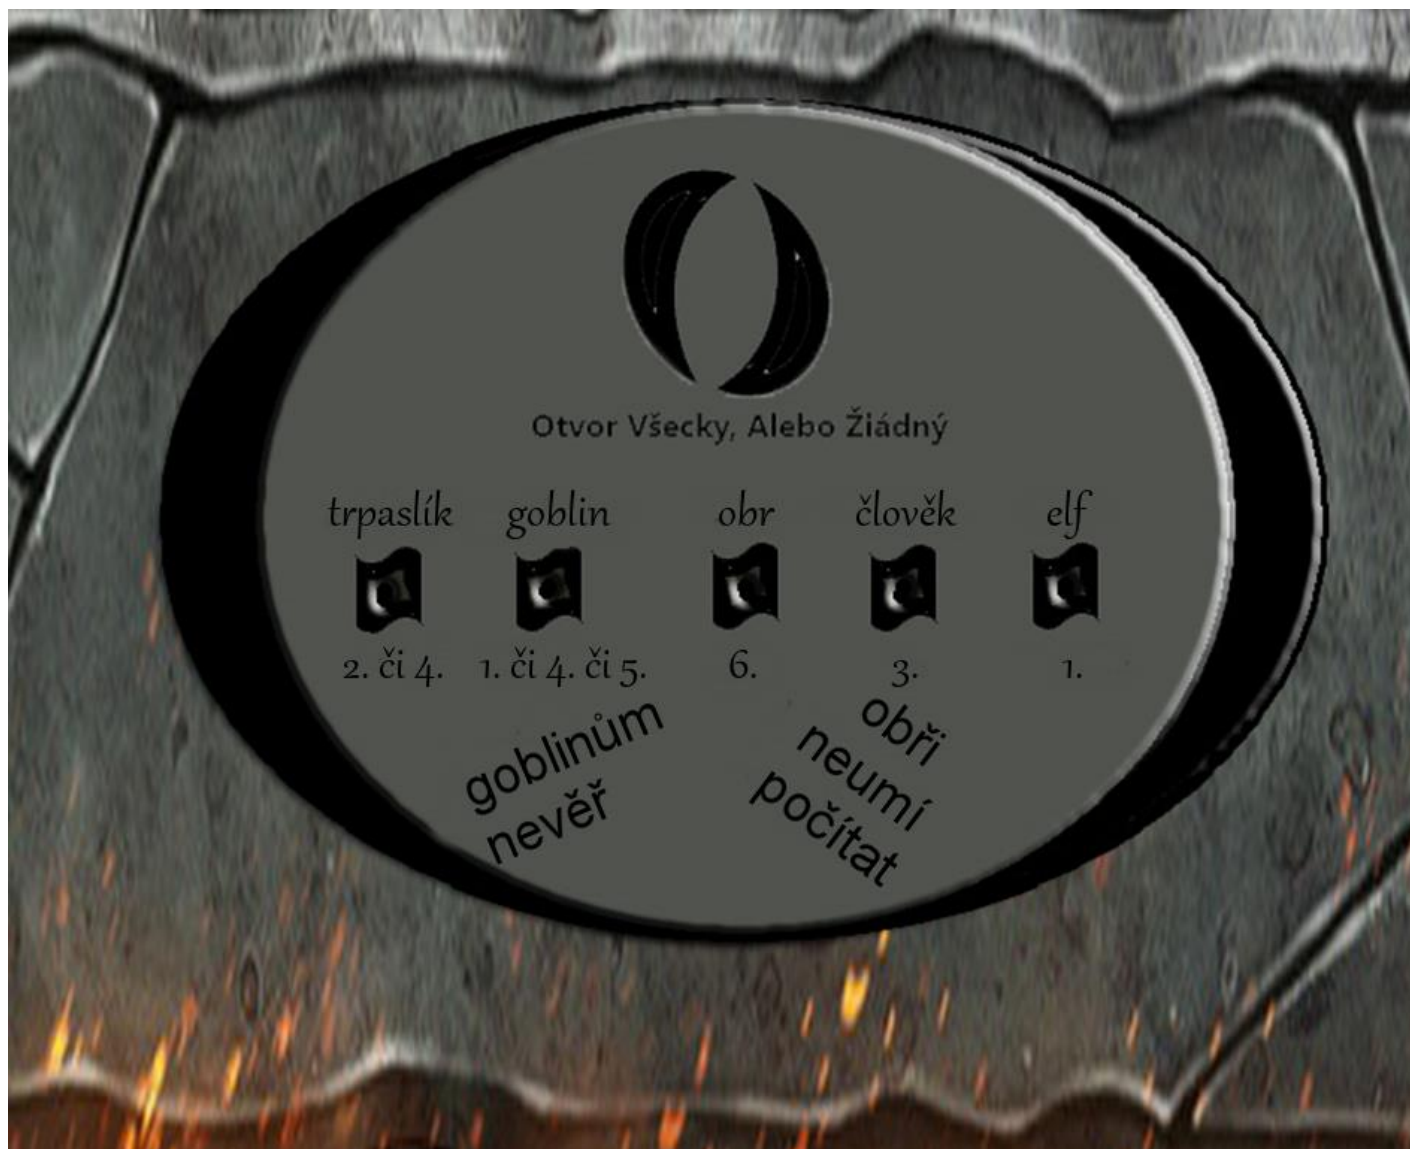 Otvor Všecky, Alebo Žiádný
trpaslík goblin obr člověk elf
2. či 4. 1. či 4. či 5. 6. 3. 1.
goblinům
nevěř
obři
neumí
počítat